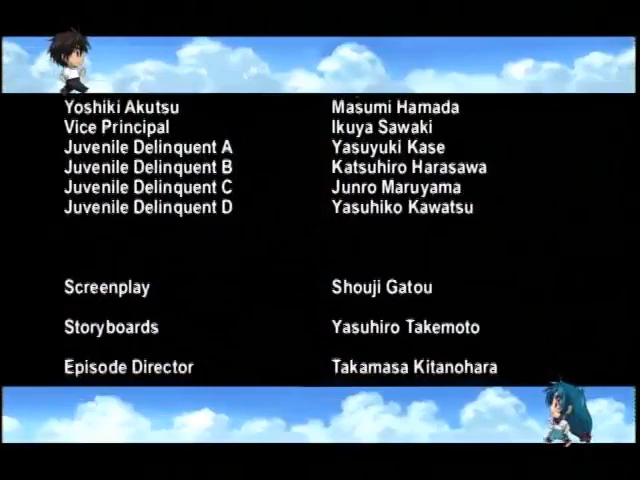 Yoshiki Akutsu Masumi Hamada
Vice Principal Ikuya Sawaki
Juvenile Delinquent A Yasuyuki Kase
Juvenile Delinquent B Katsuhiro Harasawa
Juvenile Delinquent C Junro Maruyama
Juvenile Delinquent D Yasuhiko Kawatsu
Screenplay Shouji Gatou
Storyboards Yasuhiro Takemoto
Episode Director Takamasa Kitanohara